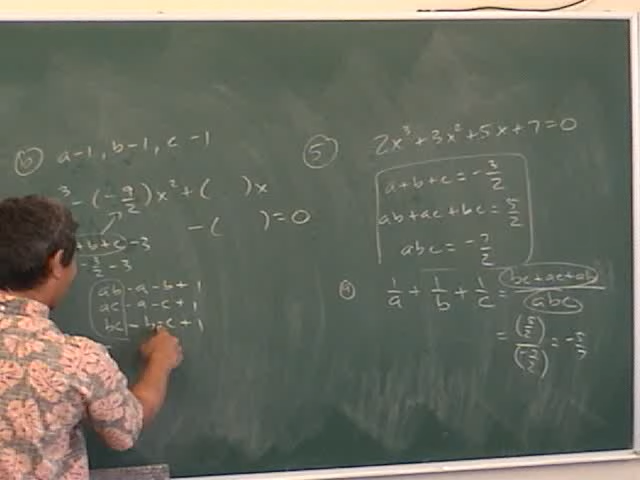 (b) a-1, b-1, c-1
³ - (-9/2)x² + ( )x
- ( ) = 0
+b+c -3
-3/2 -3
ab -a -b +1
ac -a -c +1
bc -b -c +1
(5) 2x³+3x²+5x+7=0
a+b+c = -3/2
ab+ac+bc = 5/2
abc = -7/2
1/a + 1/b + 1/c = (bc+ac+ab)/(abc)
= (5/2)/(-7/2) = -5/7